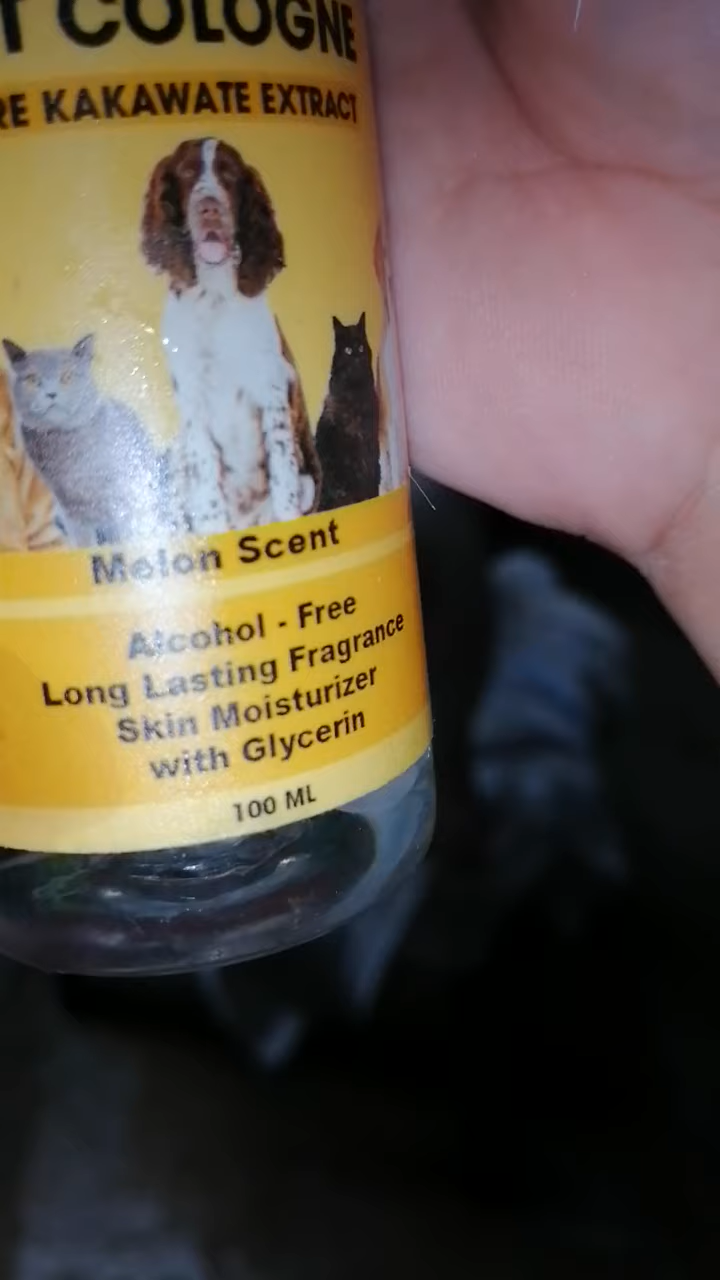 T COLOGNE
RE KAKAWATE EXTRACT
Melon Scent
Alcohol - Free
Long Lasting Fragrance
Skin Moisturizer
with Glycerin
100 ML